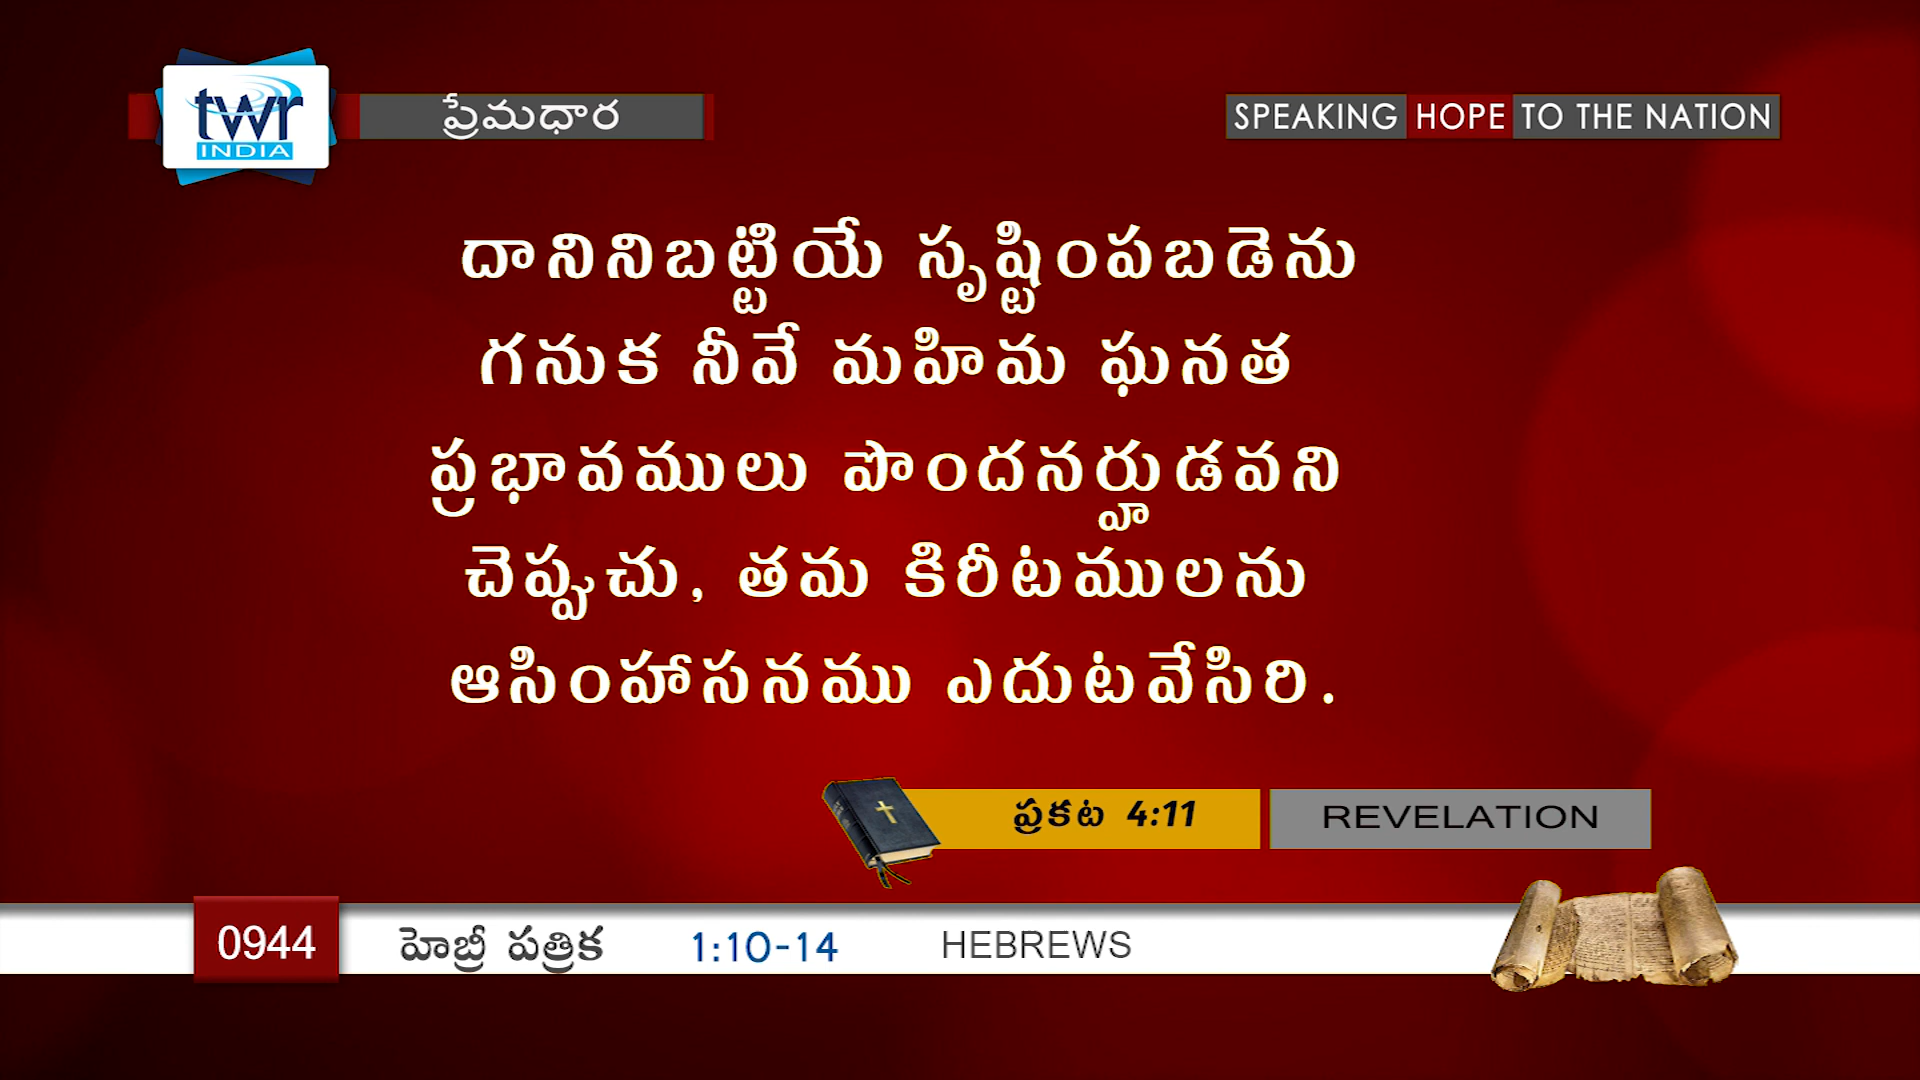 twr
INDIA
ప్రేమధార
SPEAKING HOPE TO THE NATION
దానినిబట్టియే సృష్టింపబడెను
గనుక నీవే మహిమ ఘనత
ప్రభావములు పొందనర్హుడవని
చెప్పుచు, తమ కిరీటములను
ఆసింహాసనము ఎదుటవేసిరి.
ప్రకట 4:11
REVELATION
0944 హెబ్రీ పత్రిక 1:10-14 HEBREWS